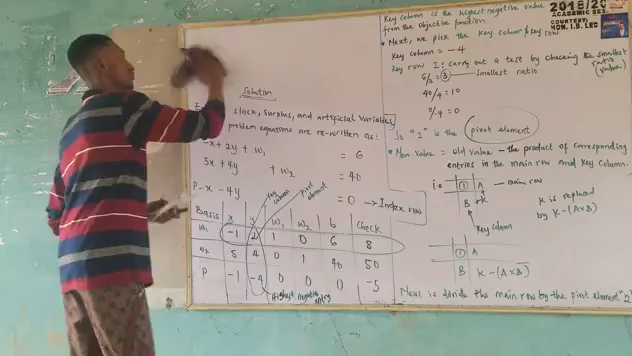 Solution
slack, surplus, and artificial variables,
problem equations are re-written as:
-x + 2y + w₁ = 6
5x + 4y + w₂ = 40
P - x - 4y = 0 → Index row
Key column
Pivot element
Basis x y w₁ w₂ b Check
w₁ -1 2 1 0 6 8
w₂ 5 4 0 1 40 50
P -1 -4 0 0 0 -5
Highest negative entry
Key column is the highest negative value
from the objective function
• Next, we pick the key column & key row
Key column = -4
Key row I: carry out a test by checking the smallest ratio (value)
6/2 = 3 — smallest ratio
40/4 = 10
0/-4 = 0
So "2" is the pivot element
• New value = old value - the product of corresponding
entries in the main row and key column.
i.e
1 A — main row
B K
Key column
K is replaced
by K-(AxB)
1 A
B K-(AxB)
Next is divide the main row by the pivot element "2"
ACADEMIC SES
COURTESY:
HON. I.S. LEO